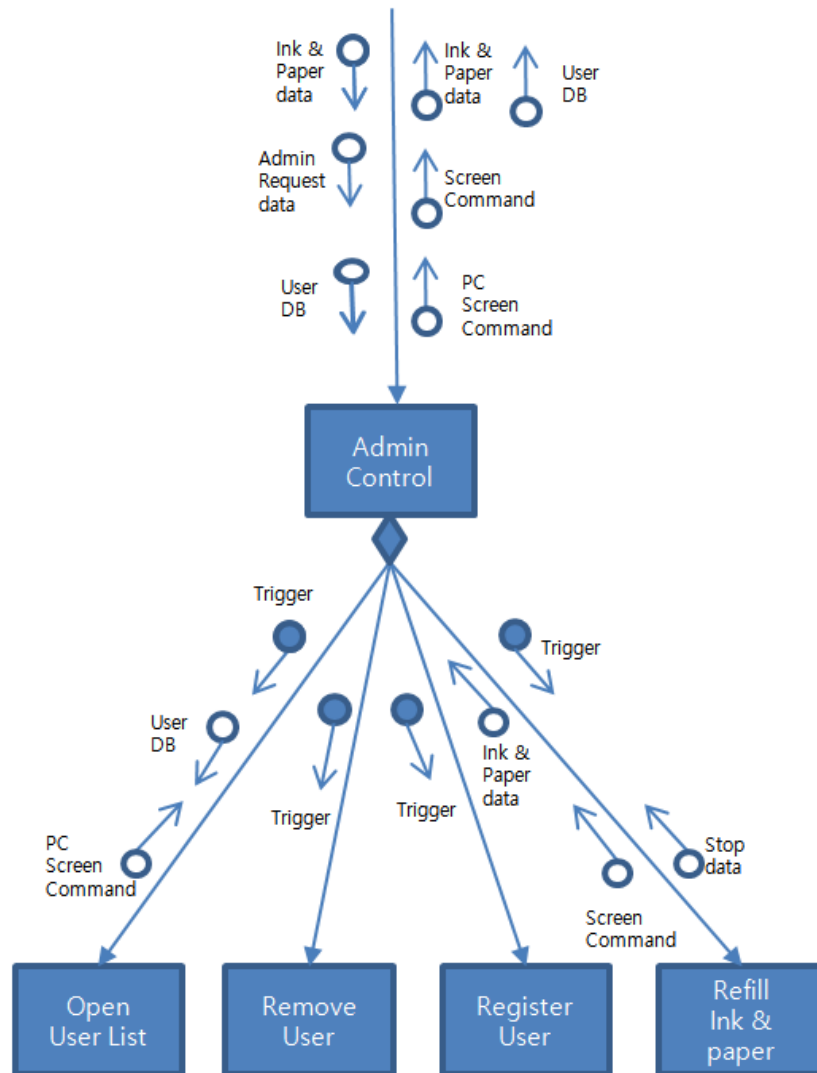 Ink &
Paper
data
Ink &
Paper
data
User
DB
Admin
Request
data
Screen
Command
User
DB
PC
Screen
Command
Admin
Control
Trigger
Trigger
User
DB
Ink &
Paper
data
Trigger
Trigger
PC
Screen
Command
Stop
data
Screen
Command
Open
User List
Remove
User
Register
User
Refill
Ink &
paper